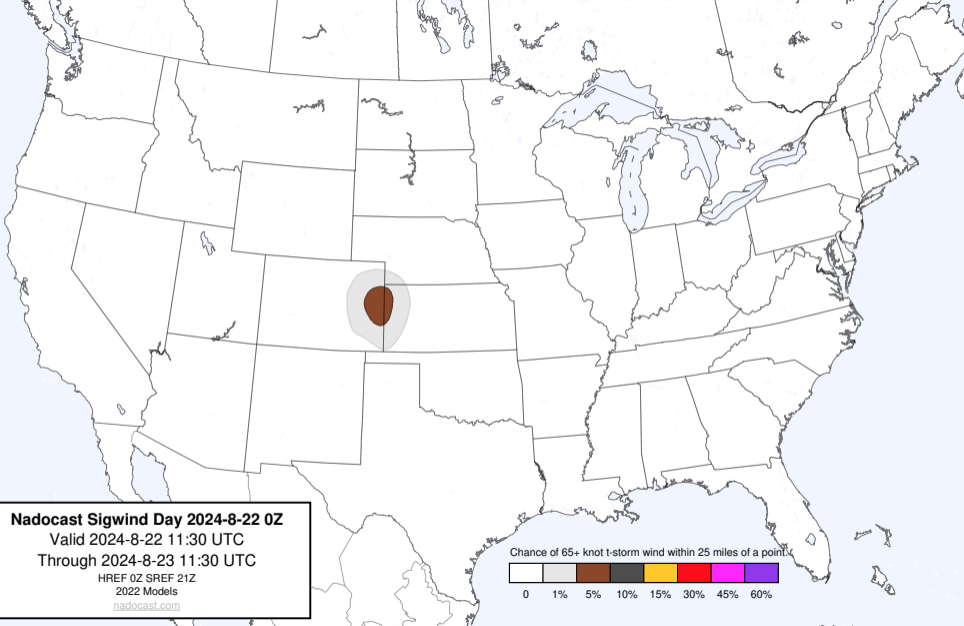 Nadocast Sigwind Day 2024-8-22 0Z
Valid 2024-8-22 11:30 UTC
Through 2024-8-23 11:30 UTC
HREF 0Z SREF 21Z
2022 Models
nadocast.com
Chance of 65+ knot t-storm wind within 25 miles of a point.
0 1% 5% 10% 15% 30% 45% 60%